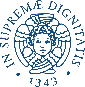 IN SUPREMÆ DIGNITATIS
1343